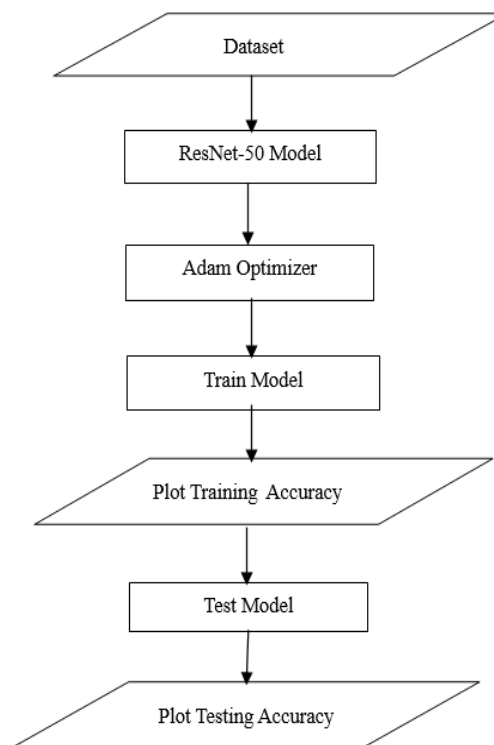 Dataset
ResNet-50 Model
Adam Optimizer
Train Model
Plot Training Accuracy
Test Model
Plot Testing Accuracy